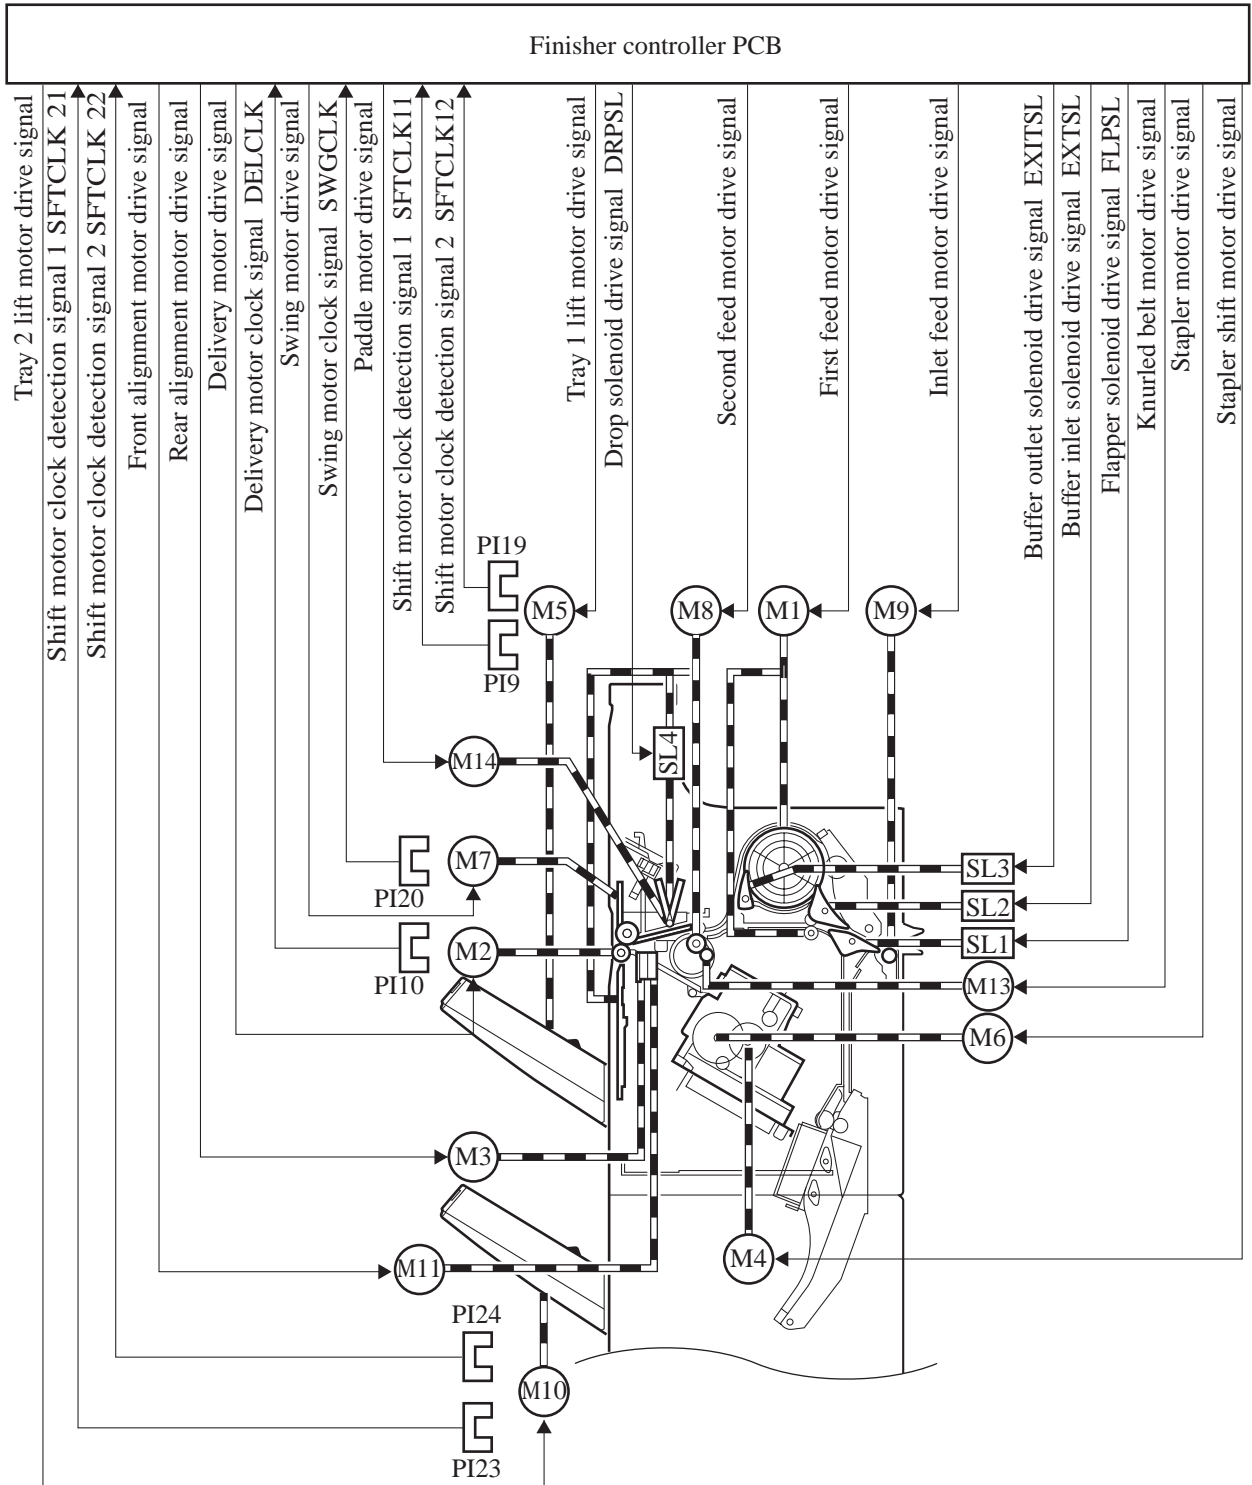 Finisher controller PCB
Tray 2 lift motor drive signal
Shift motor clock detection signal 1 SFTCLK 21
Shift motor clock detection signal 2 SFTCLK 22
Front alignment motor drive signal
Rear alignment motor drive signal
Delivery motor drive signal
Delivery motor clock signal DELCLK
Swing motor drive signal
Swing motor clock signal SWGCLK
Paddle motor drive signal
Shift motor clock detection signal 1 SFTCLK11
Shift motor clock detection signal 2 SFTCLK12
Tray 1 lift motor drive signal
Drop solenoid drive signal DRPSL
Second feed motor drive signal
First feed motor drive signal
Inlet feed motor drive signal
Buffer outlet solenoid drive signal EXITSL
Buffer inlet solenoid drive signal EXTSL
Flapper solenoid drive signal FLPSL
Knurled belt motor drive signal
Stapler motor drive signal
Stapler shift motor drive signal
PI19
M5
M8
M1
M9
PI9
SL4
M14
M7
PI20
SL3
SL2
SL1
M2
PI10
M13
M6
M3
M4
M11
PI24
M10
PI23